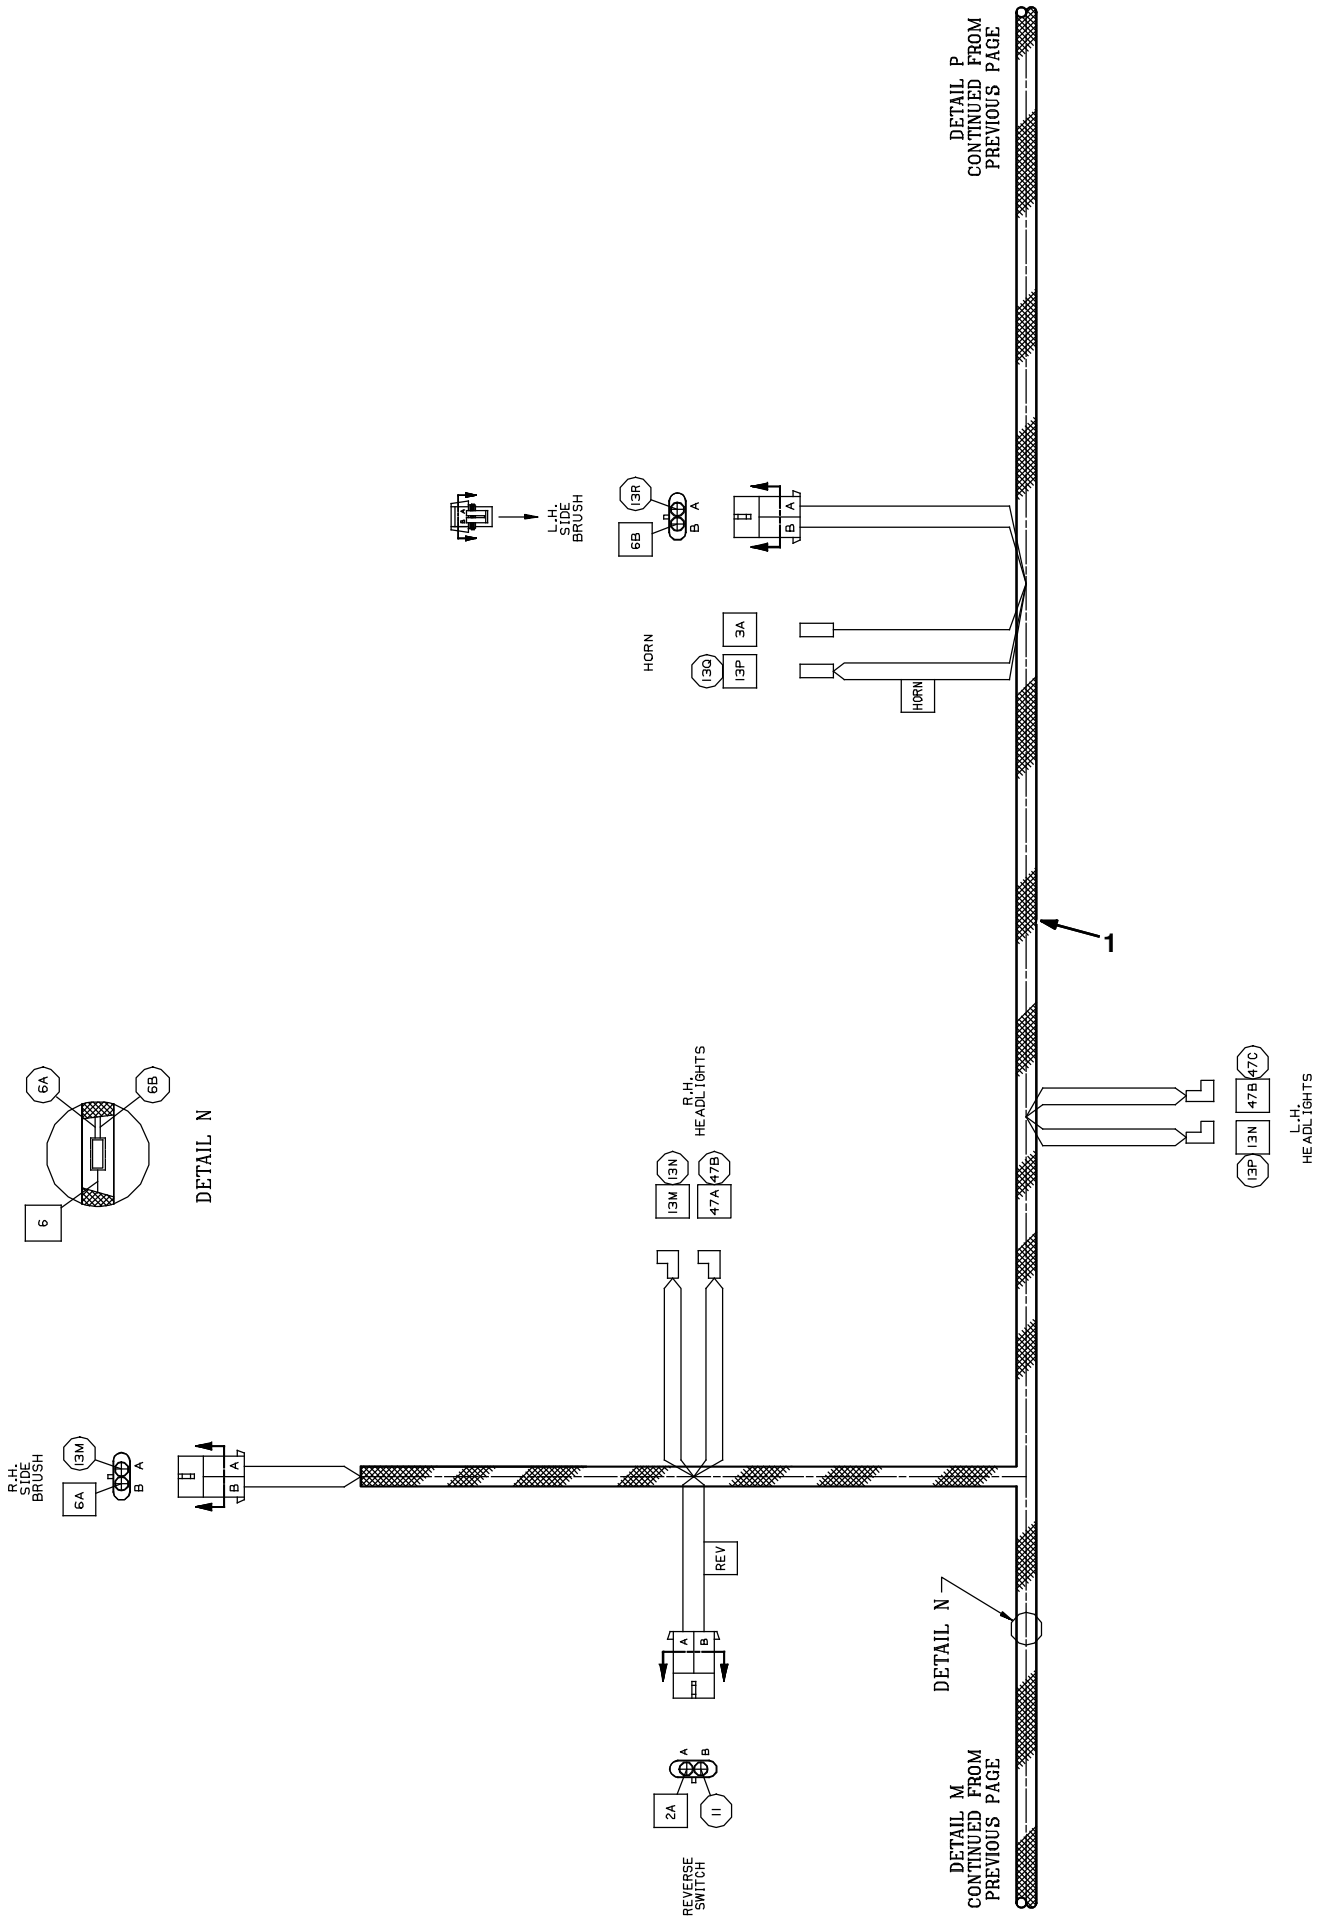 R.H.
SIDE
BRUSH
13M
6A
A
B
A
B
6A
6B
6
DETAIL N
L.H.
SIDE
BRUSH
A
B
13R
6B
A
B
A
B
HORN
3A
13Q
13P
HORN
R.H.
HEADLIGHTS
13N
13M
47B
47A
REV
A
B
A
B
2A
11
REVERSE
SWITCH
DETAIL N
DETAIL M
CONTINUED FROM
PREVIOUS PAGE
DETAIL P
CONTINUED FROM
PREVIOUS PAGE
1
47C
47B
13N
13P
L.H.
HEADLIGHTS